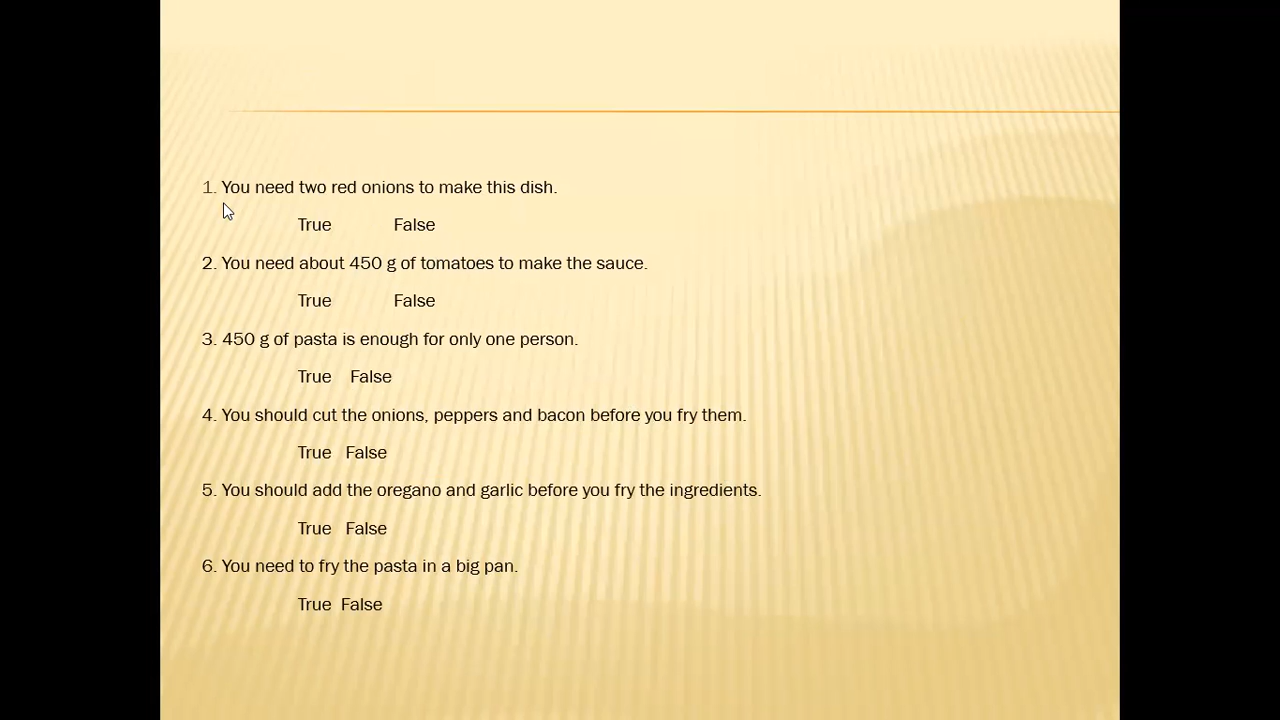 1. You need two red onions to make this dish.
True False
2. You need about 450 g of tomatoes to make the sauce.
True False
3. 450 g of pasta is enough for only one person.
True False
4. You should cut the onions, peppers and bacon before you fry them.
True False
5. You should add the oregano and garlic before you fry the ingredients.
True False
6. You need to fry the pasta in a big pan.
True False